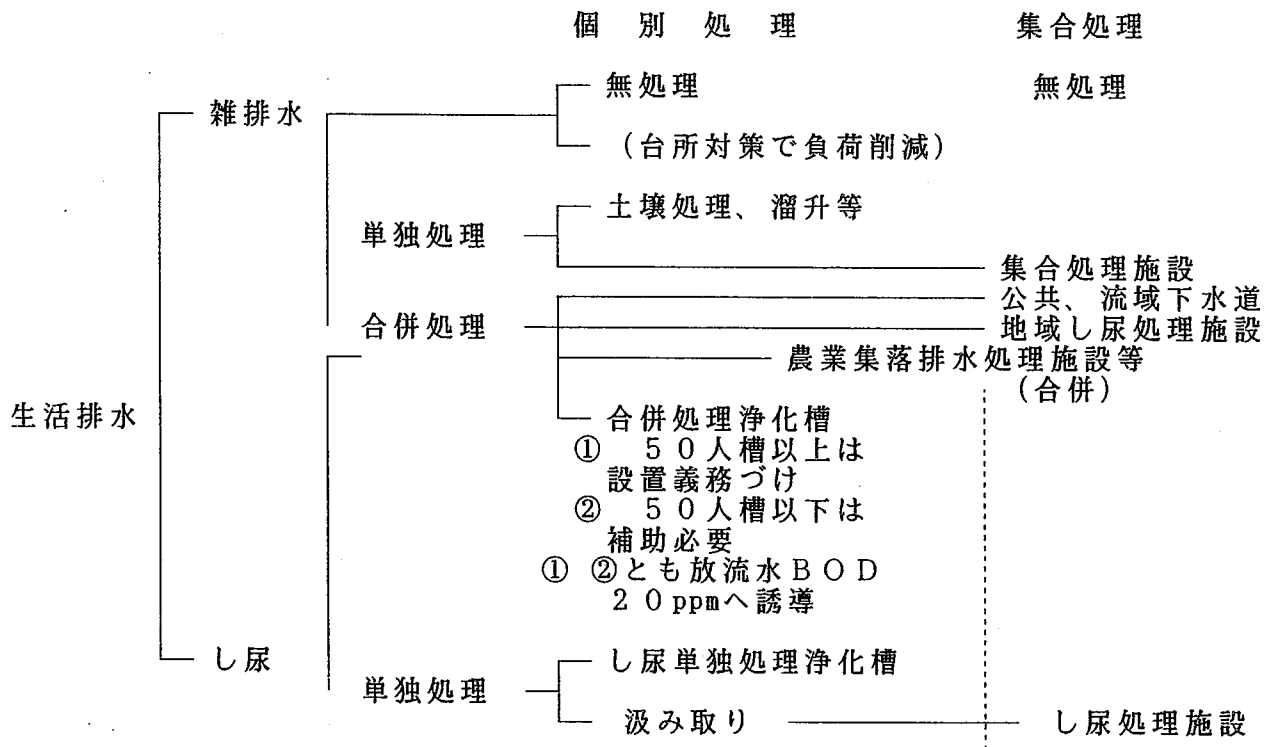 個別処理 集合処理
無処理 無処理
雑排水
（台所対策で負荷削減）
土壌処理、溜升等
単独処理
集合処理施設
公共、流域下水道
合併処理
地域し尿処理施設
農業集落排水処理施設等
（合併）
生活排水
合併処理浄化槽
① ５０人槽以上は
設置義務づけ
② ５０人槽以下は
補助必要
① ②とも放流水ＢＯＤ
２０ppmへ誘導
し尿
し尿単独処理浄化槽
単独処理
汲み取り し尿処理施設